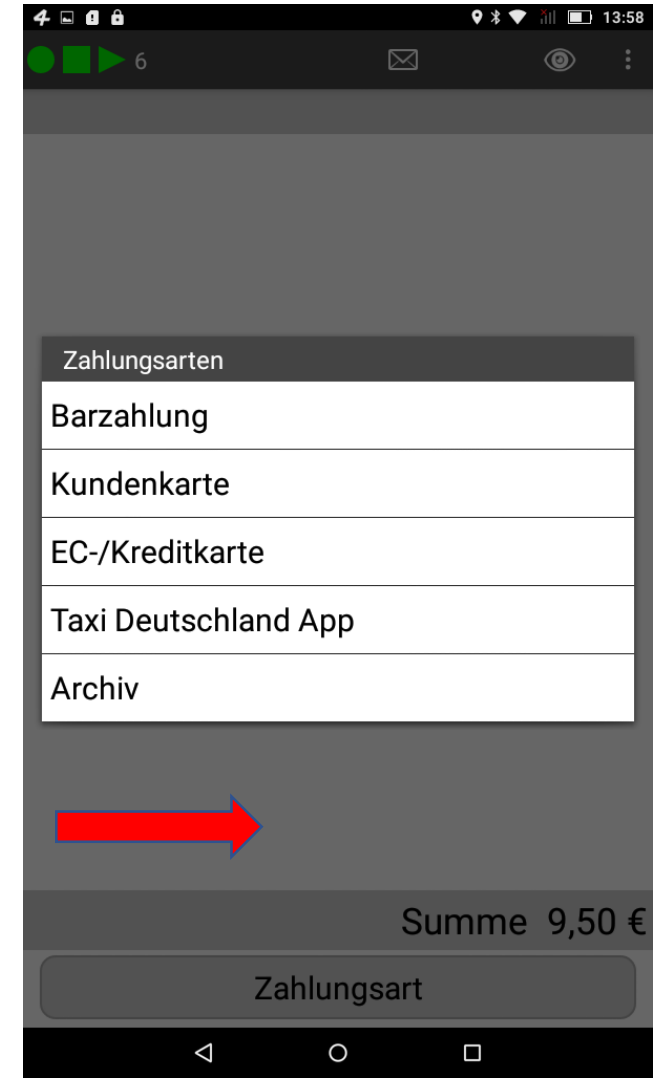 13:58
6
Zahlungsarten
Barzahlung
Kundenkarte
EC-/Kreditkarte
Taxi Deutschland App
Archiv
Summe 9,50 €
Zahlungsart